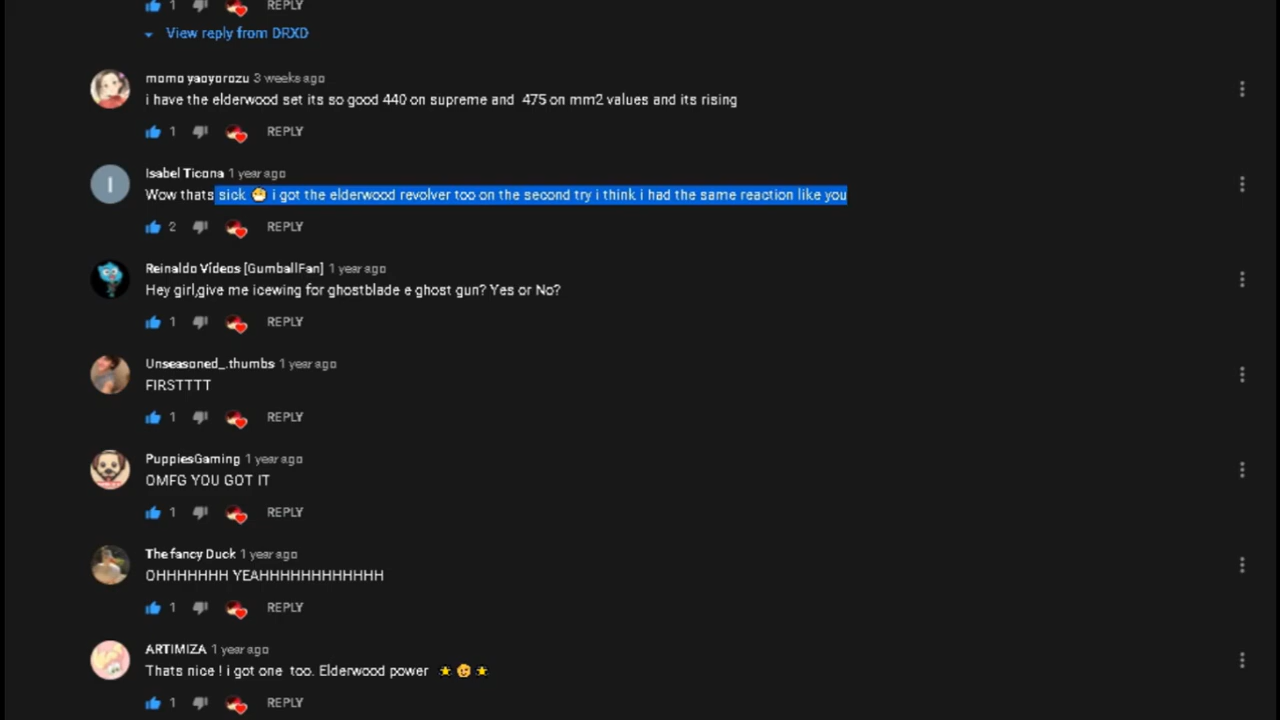 1 REPLY
View reply from DRXD
momo yaoyorozu 3 weeks ago
i have the elderwood set its so good 440 on supreme and 475 on mm2 values and its rising
1 REPLY
I
Isabel Ticona 1 year ago
Wow thats sick 😷 i got the elderwood revolver too on the second try i think i had the same reaction like you
2 REPLY
Reinaldo Vídeos [GumballFan] 1 year ago
Hey girl,give me icewing for ghostblade e ghost gun? Yes or No?
1 REPLY
Unseasoned_.thumbs 1 year ago
FIRSTTTT
1 REPLY
PuppiesGaming 1 year ago
OMFG YOU GOT IT
1 REPLY
The fancy Duck 1 year ago
OHHHHHHH YEAHHHHHHHHHHHH
1 REPLY
ARTIMIZA 1 year ago
Thats nice ! i got one too. Elderwood power
1 REPLY